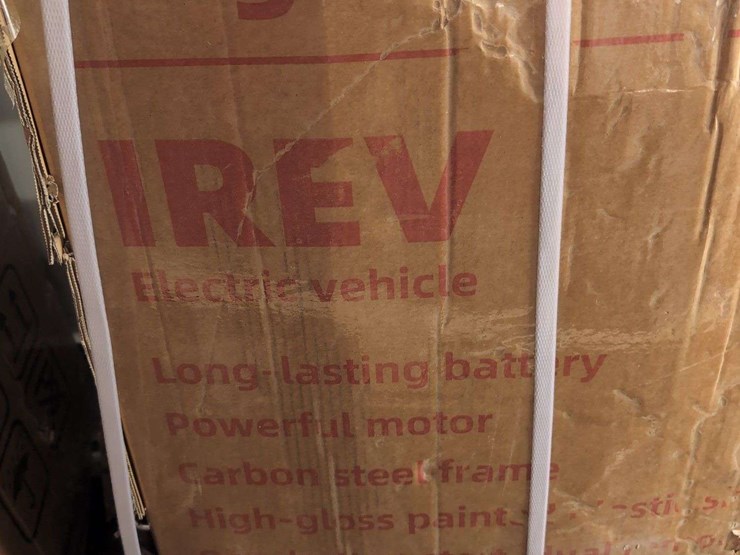 IREV
Electric vehicle
Long-lasting battery
Powerful motor
Carbon steel frame
High-gloss paint